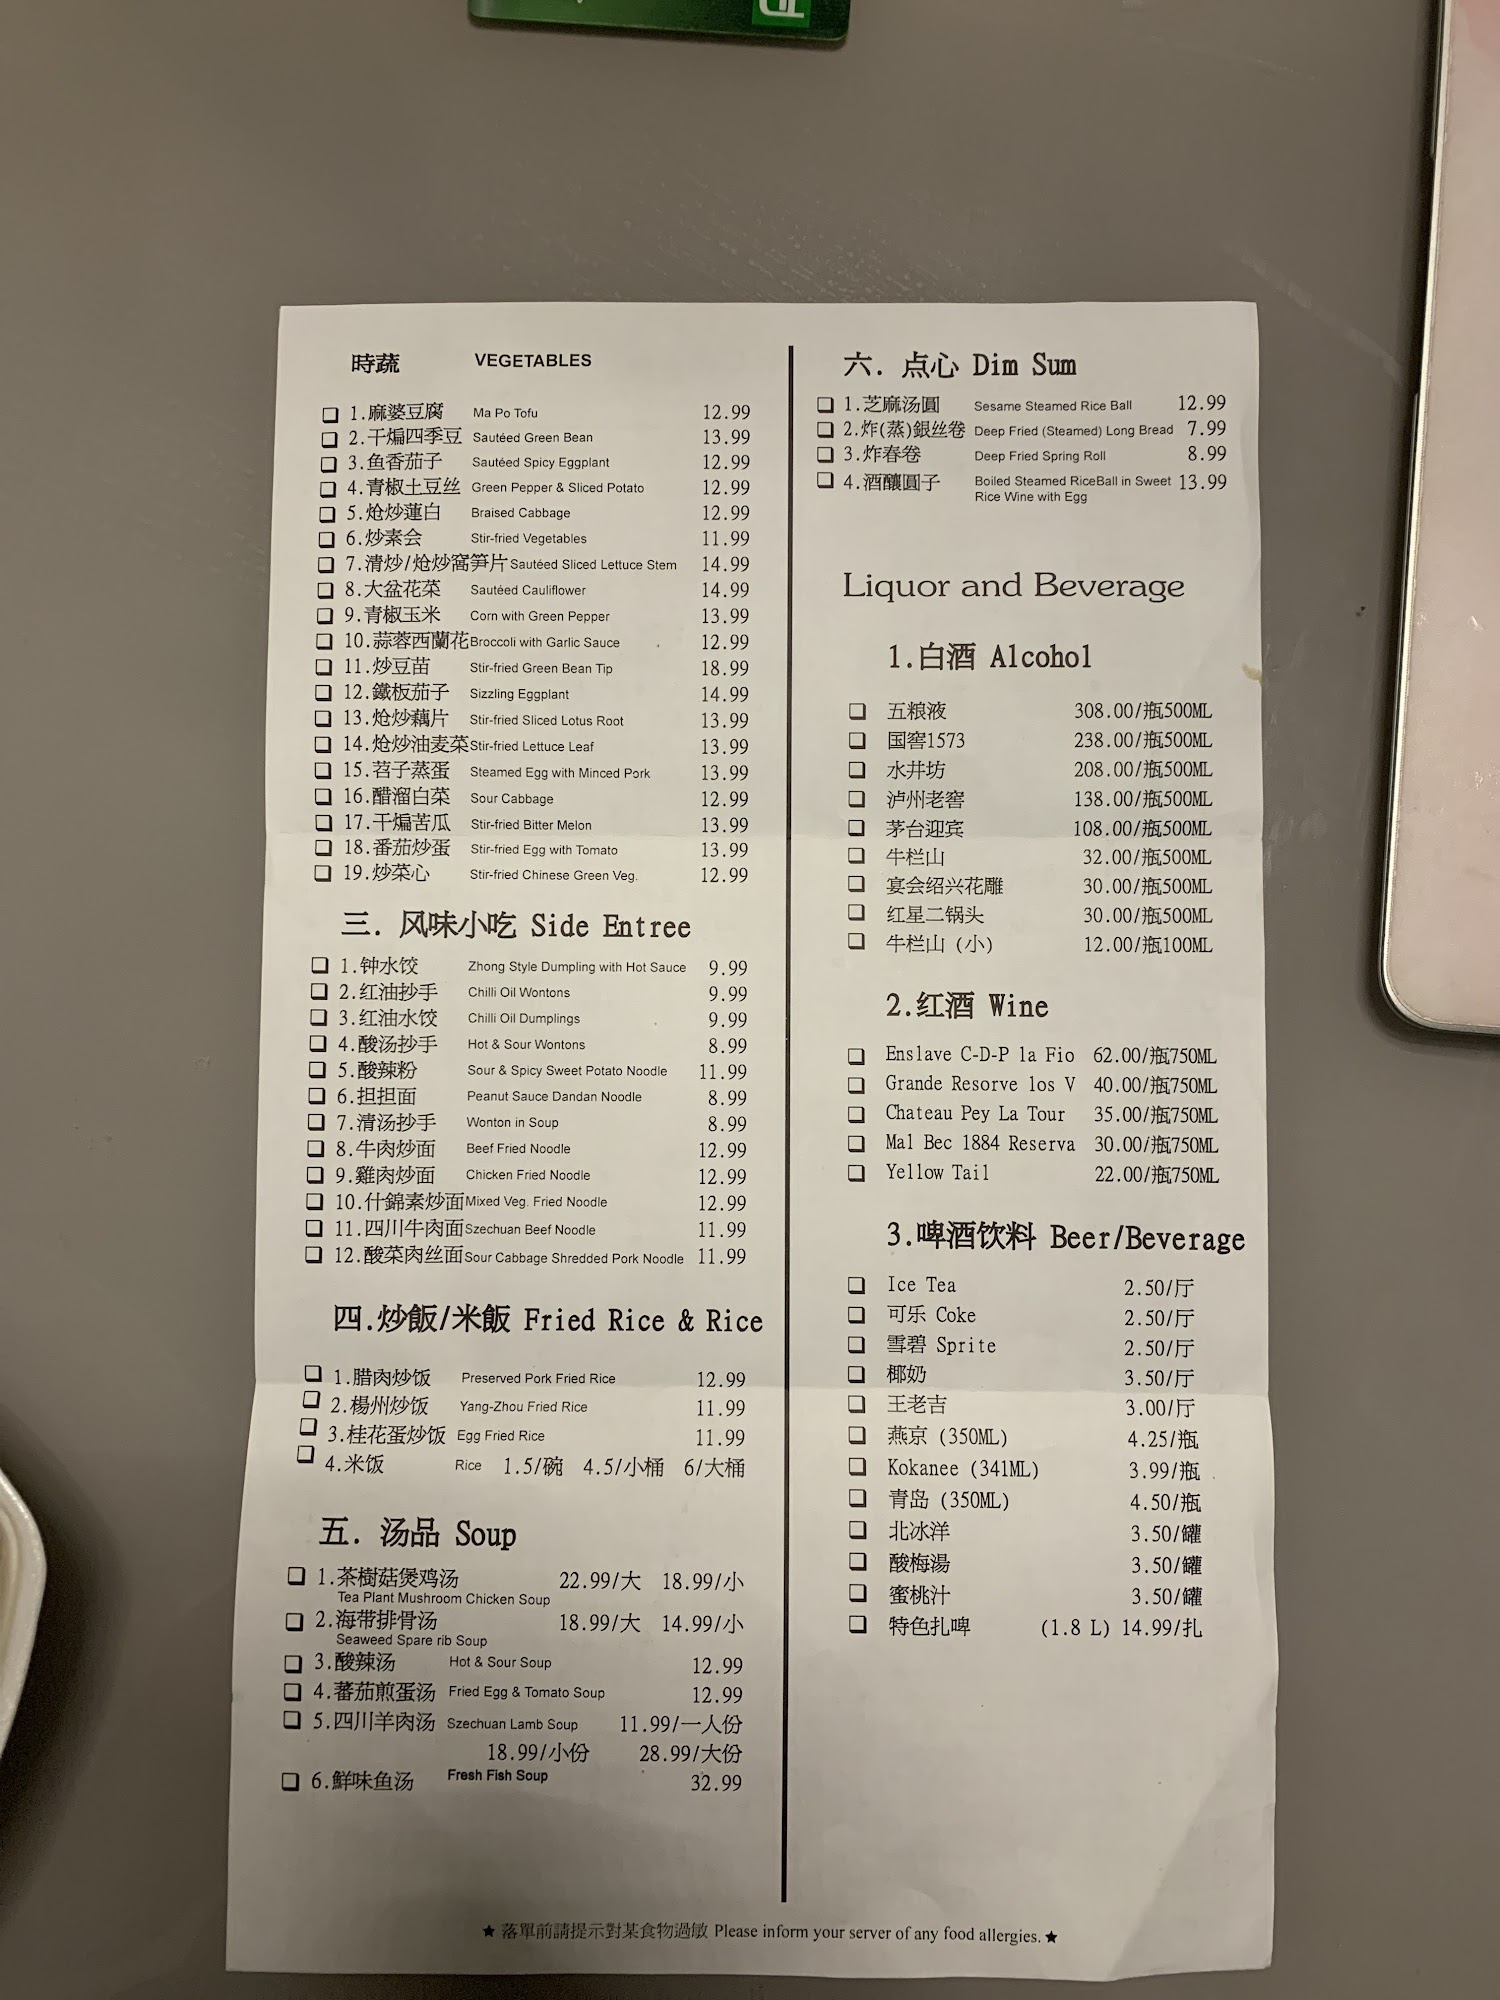 時蔬 VEGETABLES
1.麻婆豆腐 Ma Po Tofu 12.99
2.干煸四季豆 Sautéed Green Bean 13.99
3.鱼香茄子 Sautéed Spicy Eggplant 12.99
4.青椒土豆丝 Green Pepper & Sliced Potato 12.99
5.炝炒蓮白 Braised Cabbage 12.99
6.炒素会 Stir-fried Vegetables 11.99
7.清炒/炝炒窩笋片 Sautéed Sliced Lettuce Stem 14.99
8.大盆花菜 Sautéed Cauliflower 14.99
9.青椒玉米 Corn with Green Pepper 13.99
10.蒜蓉西蘭花 Broccoli with Garlic Sauce 12.99
11.炒豆苗 Stir-fried Green Bean Tip 18.99
12.鐵板茄子 Sizzling Eggplant 14.99
13.炝炒藕片 Stir-fried Sliced Lotus Root 13.99
14.炝炒油麦菜 Stir-fried Lettuce Leaf 13.99
15.苕子蒸蛋 Steamed Egg with Minced Pork 13.99
16.醋溜白菜 Sour Cabbage 12.99
17.干煸苦瓜 Stir-fried Bitter Melon 13.99
18.番茄炒蛋 Stir-fried Egg with Tomato 13.99
19.炒菜心 Stir-fried Chinese Green Veg. 12.99
三. 风味小吃 Side Entree
1.钟水饺 Zhong Style Dumpling with Hot Sauce 9.99
2.红油抄手 Chilli Oil Wontons 9.99
3.红油水饺 Chilli Oil Dumplings 9.99
4.酸汤抄手 Hot & Sour Wontons 8.99
5.酸辣粉 Sour & Spicy Sweet Potato Noodle 11.99
6.担担面 Peanut Sauce Dandan Noodle 8.99
7.清汤抄手 Wonton in Soup 8.99
8.牛肉炒面 Beef Fried Noodle 12.99
9.雞肉炒面 Chicken Fried Noodle 12.99
10.什錦素炒面 Mixed Veg. Fried Noodle 12.99
11.四川牛肉面 Szechuan Beef Noodle 11.99
12.酸菜肉丝面 Sour Cabbage Shredded Pork Noodle 11.99
四.炒飯/米飯 Fried Rice & Rice
1.腊肉炒饭 Preserved Pork Fried Rice 12.99
2.楊州炒饭 Yang-Zhou Fried Rice 11.99
3.桂花蛋炒饭 Egg Fried Rice 11.99
4.米饭 Rice 1.5/碗 4.5/小桶 6/大桶
五. 汤品 Soup
1.茶樹菇煲鸡汤 22.99/大 18.99/小
Tea Plant Mushroom Chicken Soup
2.海带排骨汤 18.99/大 14.99/小
Seaweed Spare rib Soup
3.酸辣汤 Hot & Sour Soup 12.99
4.蕃茄煎蛋汤 Fried Egg & Tomato Soup 12.99
5.四川羊肉汤 Szechuan Lamb Soup 11.99/一人份
18.99/小份 28.99/大份
6.鮮味鱼汤 Fresh Fish Soup 32.99
六. 点心 Dim Sum
1.芝麻汤圓 Sesame Steamed Rice Ball 12.99
2.炸(蒸)銀丝卷 Deep Fried (Steamed) Long Bread 7.99
3.炸春卷 Deep Fried Spring Roll 8.99
4.酒釀圓子 Boiled Steamed RiceBall in Sweet 13.99
Rice Wine with Egg
Liquor and Beverage
1.白酒 Alcohol
五粮液 308.00/瓶500ML
国窖1573 238.00/瓶500ML
水井坊 208.00/瓶500ML
泸州老窖 138.00/瓶500ML
茅台迎宾 108.00/瓶500ML
牛栏山 32.00/瓶500ML
宴会绍兴花雕 30.00/瓶500ML
红星二锅头 30.00/瓶500ML
牛栏山 (小) 12.00/瓶100ML
2.红酒 Wine
Enslave C-D-P la Fio 62.00/瓶750ML
Grande Resorve los V 40.00/瓶750ML
Chateau Pey La Tour 35.00/瓶750ML
Mal Bec 1884 Reserva 30.00/瓶750ML
Yellow Tail 22.00/瓶750ML
3.啤酒饮料 Beer/Beverage
Ice Tea 2.50/厅
可乐 Coke 2.50/厅
雪碧 Sprite 2.50/厅
椰奶 3.50/厅
王老吉 3.00/厅
燕京 (350ML) 4.25/瓶
Kokanee (341ML) 3.99/瓶
青岛 (350ML) 4.50/瓶
北冰洋 3.50/罐
酸梅湯 3.50/罐
蜜桃汁 3.50/罐
特色扎啤 (1.8 L) 14.99/扎
★ 落單前請提示對某食物過敏 Please inform your server of any food allergies. ★